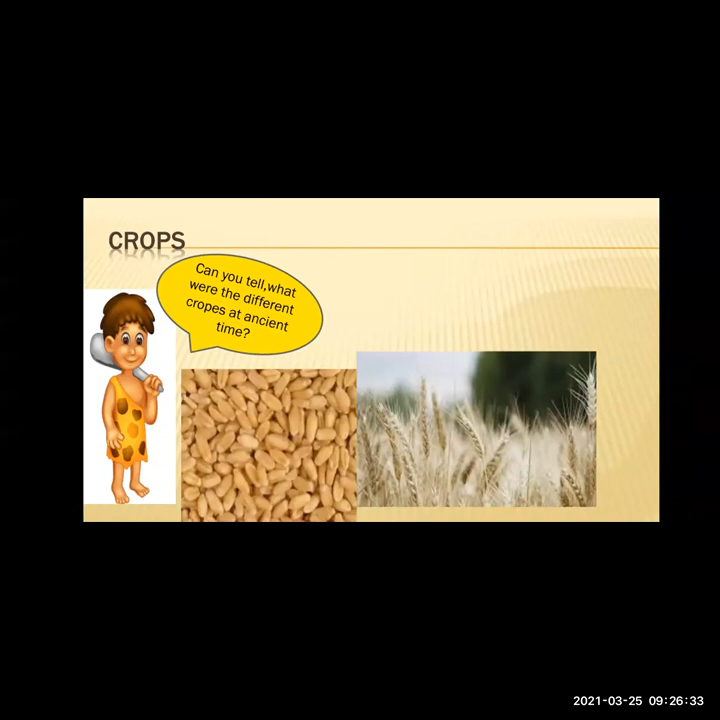 CROPS
Can you tell,what
were the different
cropes at ancient
time?
2021-03-25 09:26:33